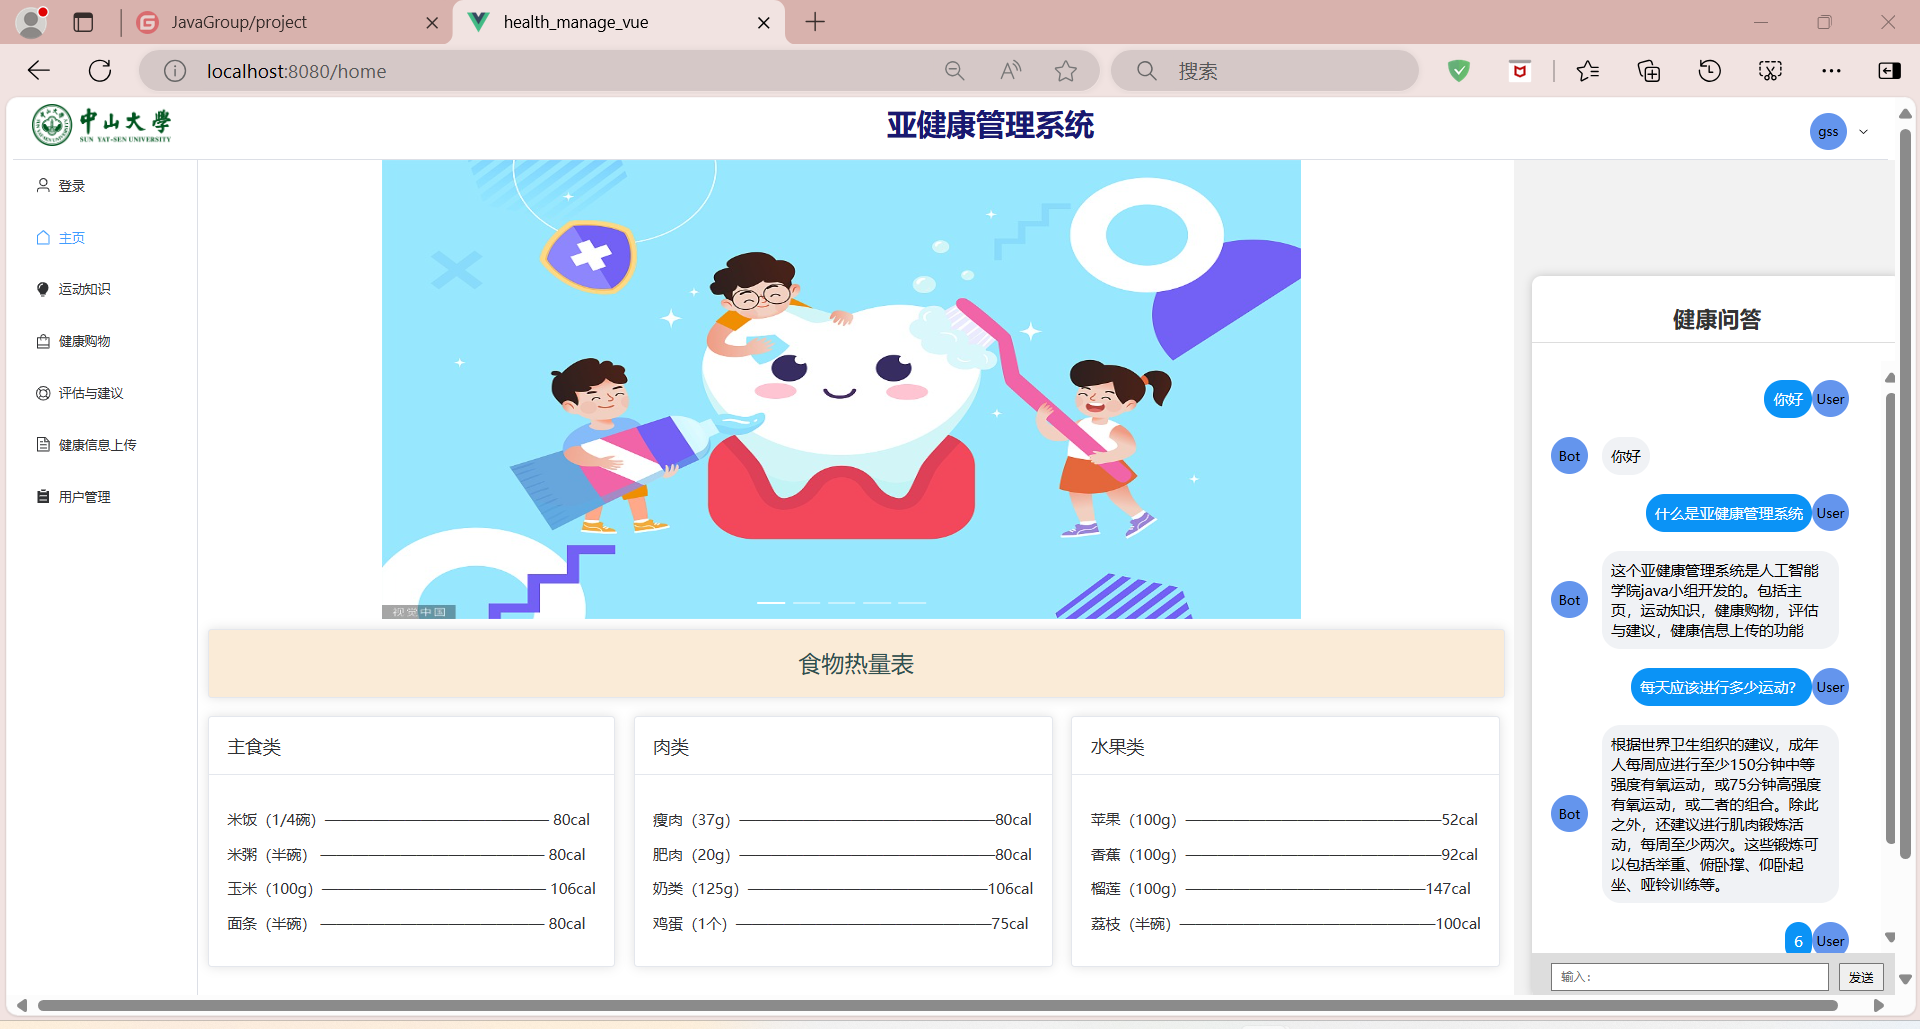 JavaGroup/project
health_manage_vue
localhost:8080/home
搜索
中山大學
SUN YAT-SEN UNIVERSITY
亚健康管理系统
gss
登录
主页
运动知识
健康购物
评估与建议
健康信息上传
用户管理
视觉中国
食物热量表
主食类
米饭（1/4碗） —————————————— 80cal
米粥（半碗） —————————————— 80cal
玉米（100g） —————————————— 106cal
面条（半碗） —————————————— 80cal
肉类
瘦肉（37g） ————————————————80cal
肥肉（20g） ————————————————80cal
奶类（125g） ———————————————106cal
鸡蛋（1个） ————————————————75cal
水果类
苹果（100g） ————————————————52cal
香蕉（100g） ————————————————92cal
榴莲（100g） ———————————————147cal
荔枝（半碗） ————————————————100cal
健康问答
你好 User
Bot 你好
什么是亚健康管理系统 User
Bot
这个亚健康管理系统是人工智能
学院java小组开发的。包括主
页，运动知识，健康购物，评估
与建议，健康信息上传的功能
每天应该进行多少运动？ User
Bot
根据世界卫生组织的建议，成年
人每周应进行至少150分钟中等
强度有氧运动，或75分钟高强度
有氧运动，或二者的组合。除此
之外，还建议进行肌肉锻炼活
动，每周至少两次。这些锻炼可
以包括举重、俯卧撑、仰卧起
坐、哑铃训练等。
6 User
输入：
发送